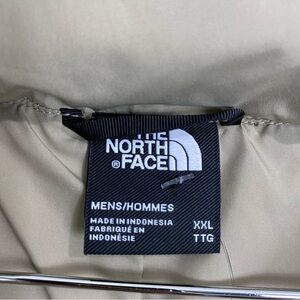 THE
NORTH
® FACE
MENS/HOMMES
MADE IN INDONESIA
FABRIQUÉ EN
INDONÉSIE
XXL
TTG